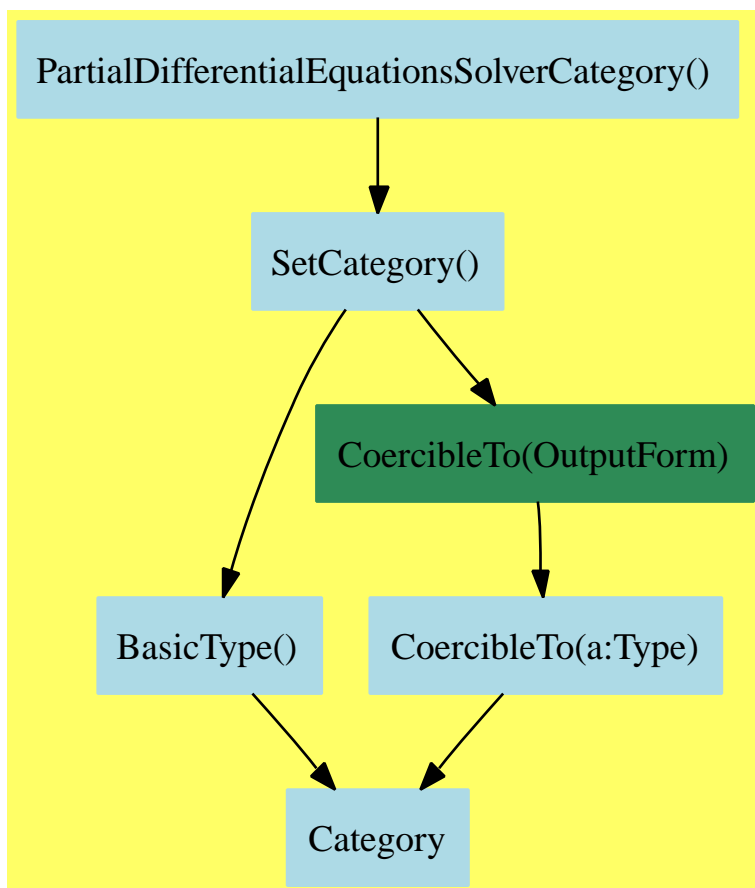 PartialDifferentialEquationsSolverCategory()
SetCategory()
CoercibleTo(OutputForm)
BasicType()
CoercibleTo(a:Type)
Category